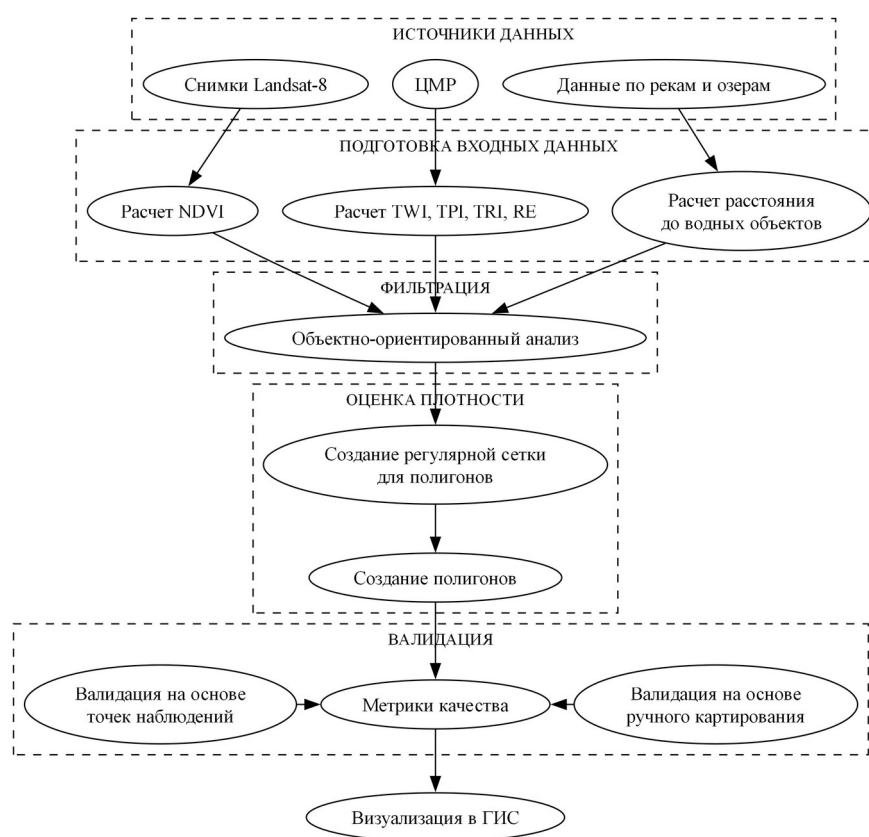 ИСТОЧНИКИ ДАННЫХ
Снимки Landsat-8
ЦМР
Данные по рекам и озерам
ПОДГОТОВКА ВХОДНЫХ ДАННЫХ
Расчет NDVI
Расчет TWI, TPI, TRI, RE
Расчет расстояния
до водных объектов
ФИЛЬТРАЦИЯ
Объектно-ориентированный анализ
ОЦЕНКА ПЛОТНОСТИ
Создание регулярной сетки
для полигонов
Создание полигонов
ВАЛИДАЦИЯ
Валидация на основе
точек наблюдений
Метрики качества
Валидация на основе
ручного картирования
Визуализация в ГИС